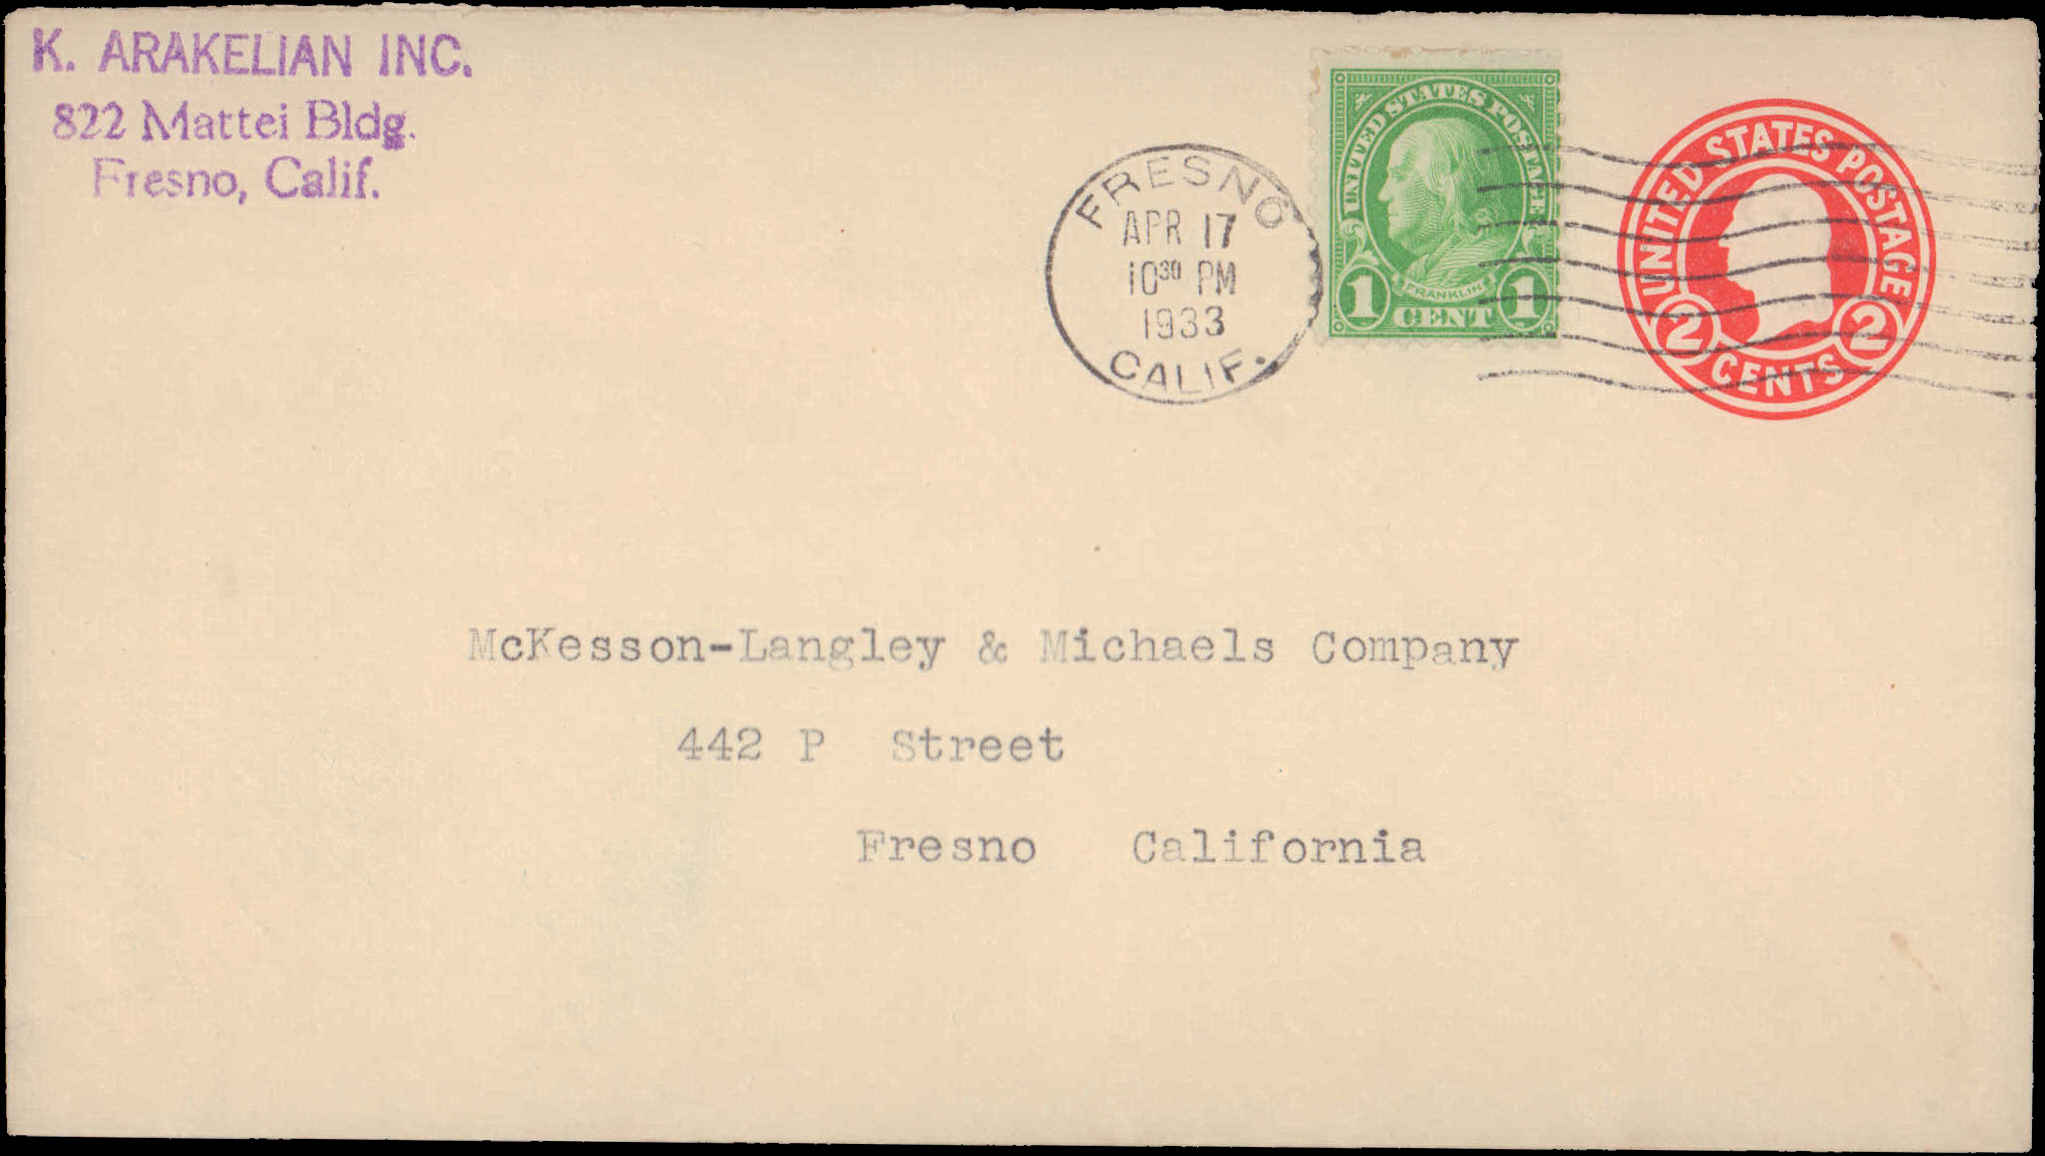 K. ARAKELIAN INC.
822 Mattei Bldg.
Fresno, Calif.
FRESNO
APR 17
1030 PM
1933
CALIF.
UNITED STATES POSTAGE
FRANKLIN
1 CENT 1
UNITED STATES POSTAGE
2 CENTS 2
McKesson-Langley & Michaels Company
442 P Street
Fresno California